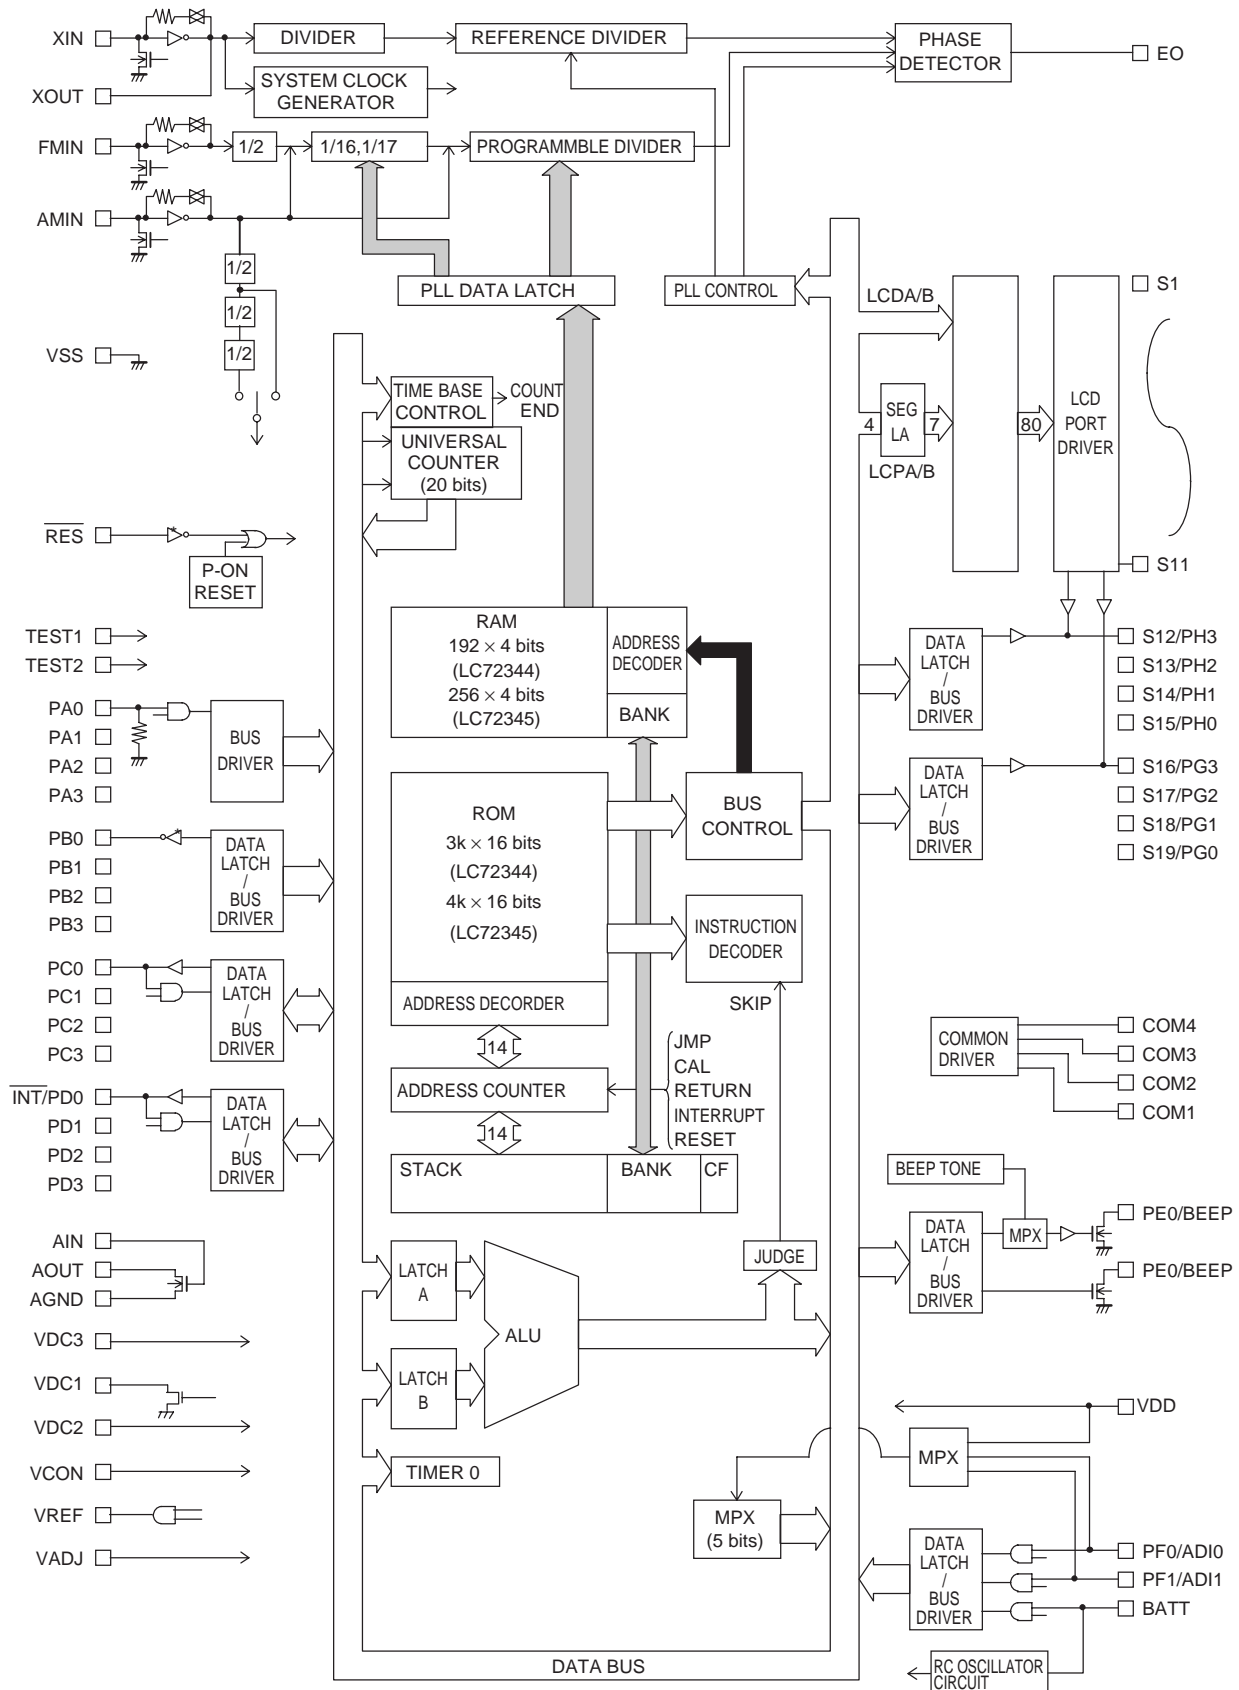 XIN
DIVIDER
REFERENCE DIVIDER
PHASE
DETECTOR
EO
XOUT
SYSTEM CLOCK
GENERATOR
FMIN
1/2
1/16,1/17
PROGRAMMBLE DIVIDER
AMIN
1/2
1/2
1/2
PLL DATA LATCH
PLL CONTROL
LCDA/B
S1
VSS
TIME BASE
CONTROL
COUNT
END
UNIVERSAL
COUNTER
(20 bits)
4
SEG
LA
7
LCPA/B
80
LCD
PORT
DRIVER
RES
P-ON
RESET
S11
TEST1
TEST2
RAM
192 × 4 bits
(LC72344)
256 × 4 bits
(LC72345)
ADDRESS
DECODER
BANK
DATA
LATCH
/
BUS
DRIVER
S12/PH3
S13/PH2
S14/PH1
S15/PH0
PA0
PA1
PA2
PA3
BUS
DRIVER
DATA
LATCH
/
BUS
DRIVER
S16/PG3
S17/PG2
S18/PG1
S19/PG0
ROM
3k × 16 bits
(LC72344)
4k × 16 bits
(LC72345)
BUS
CONTROL
PB0
PB1
PB2
PB3
DATA
LATCH
/
BUS
DRIVER
INSTRUCTION
DECODER
PC0
PC1
PC2
PC3
DATA
LATCH
/
BUS
DRIVER
ADDRESS DECORDER
SKIP
14
JMP
CAL
RETURN
INTERRUPT
RESET
ADDRESS COUNTER
14
COMMON
DRIVER
COM4
COM3
COM2
COM1
INT/PD0
PD1
PD2
PD3
DATA
LATCH
/
BUS
DRIVER
STACK
BANK
CF
BEEP TONE
MPX
DATA
LATCH
/
BUS
DRIVER
PE0/BEEP
PE0/BEEP
AIN
AOUT
AGND
LATCH
A
ALU
JUDGE
VDC3
VDC1
VDC2
LATCH
B
VDD
VCON
TIMER 0
MPX
VREF
MPX
(5 bits)
VADJ
DATA
LATCH
/
BUS
DRIVER
PF0/ADI0
PF1/ADI1
BATT
DATA BUS
RC OSCILLATOR
CIRCUIT